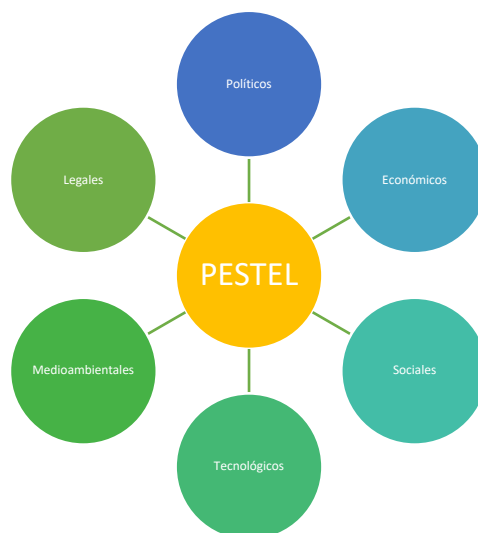 Políticos
Legales
Económicos
PESTEL
Medioambientales
Sociales
Tecnológicos